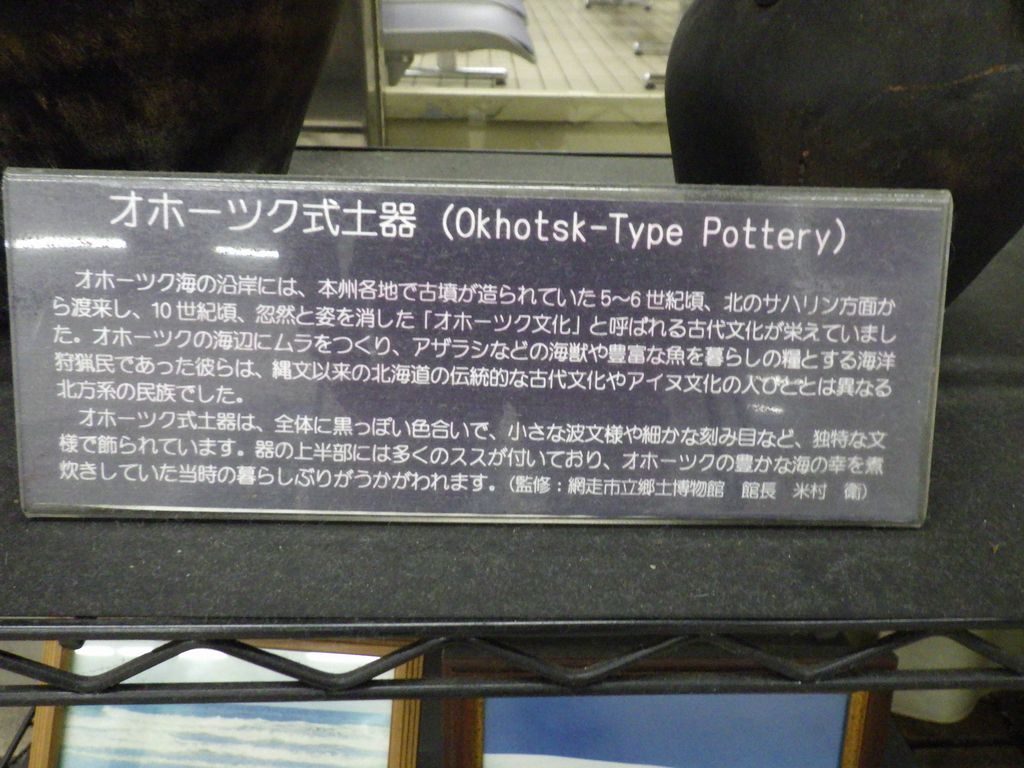 オホーツク式土器（Okhotsk-Type Pottery）
オホーツク海の沿岸には、本州各地で古墳が造られていた5〜6世紀頃、北のサハリン方面か
ら渡来し、10世紀頃、忽然と姿を消した「オホーツク文化」と呼ばれる古代文化が栄えていまし
た。オホーツクの海辺にムラをつくり、アザラシなどの海獣や豊富な魚を暮らしの糧とする海洋
狩猟民であった彼らは、縄文以来の北海道の伝統的な古代文化やアイヌ文化の人びととは異なる
北方系の民族でした。
オホーツク式土器は、全体に黒っぽい色合いで、小さな波文様や細かな刻み目など、独特な文
様で飾られています。器の上半部には多くのススが付いており、オホーツクの豊かな海の幸を煮
炊きしていた当時の暮らしぶりがうかがわれます。（監修：網走市立郷土博物館　館長　米村　衛）